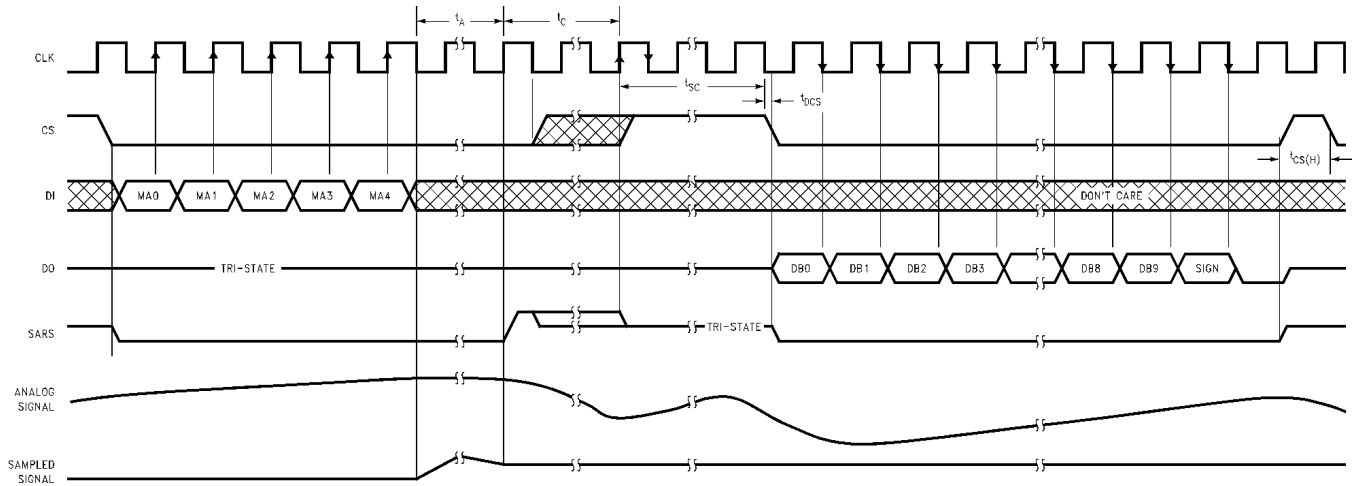 tA
tC
CLK
tSC
tDCS
CS
tCS(H)
DI
MA0 MA1 MA2 MA3 MA4
DON'T CARE
DO
TRI-STATE
DB0 DB1 DB2 DB3 DB8 DB9 SIGN
SARS
TRI-STATE
ANALOG
SIGNAL
SAMPLED
SIGNAL